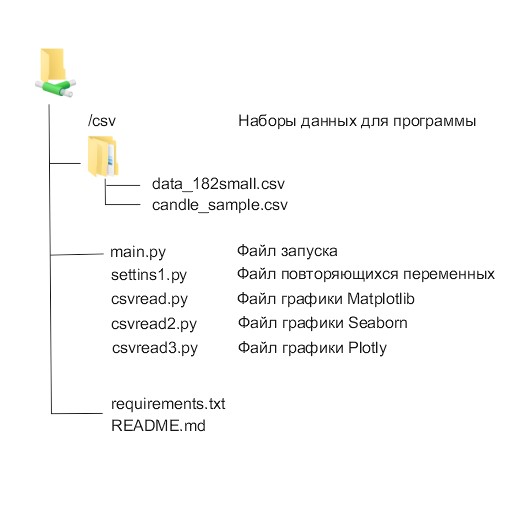 /csv Наборы данных для программы
data_182small.csv
candle_sample.csv
main.py Файл запуска
settins1.py Файл повторяющихся переменных
csvread.py Файл графики Matplotlib
csvread2.py Файл графики Seaborn
csvread3.py Файл графики Plotly
requirements.txt
README.md